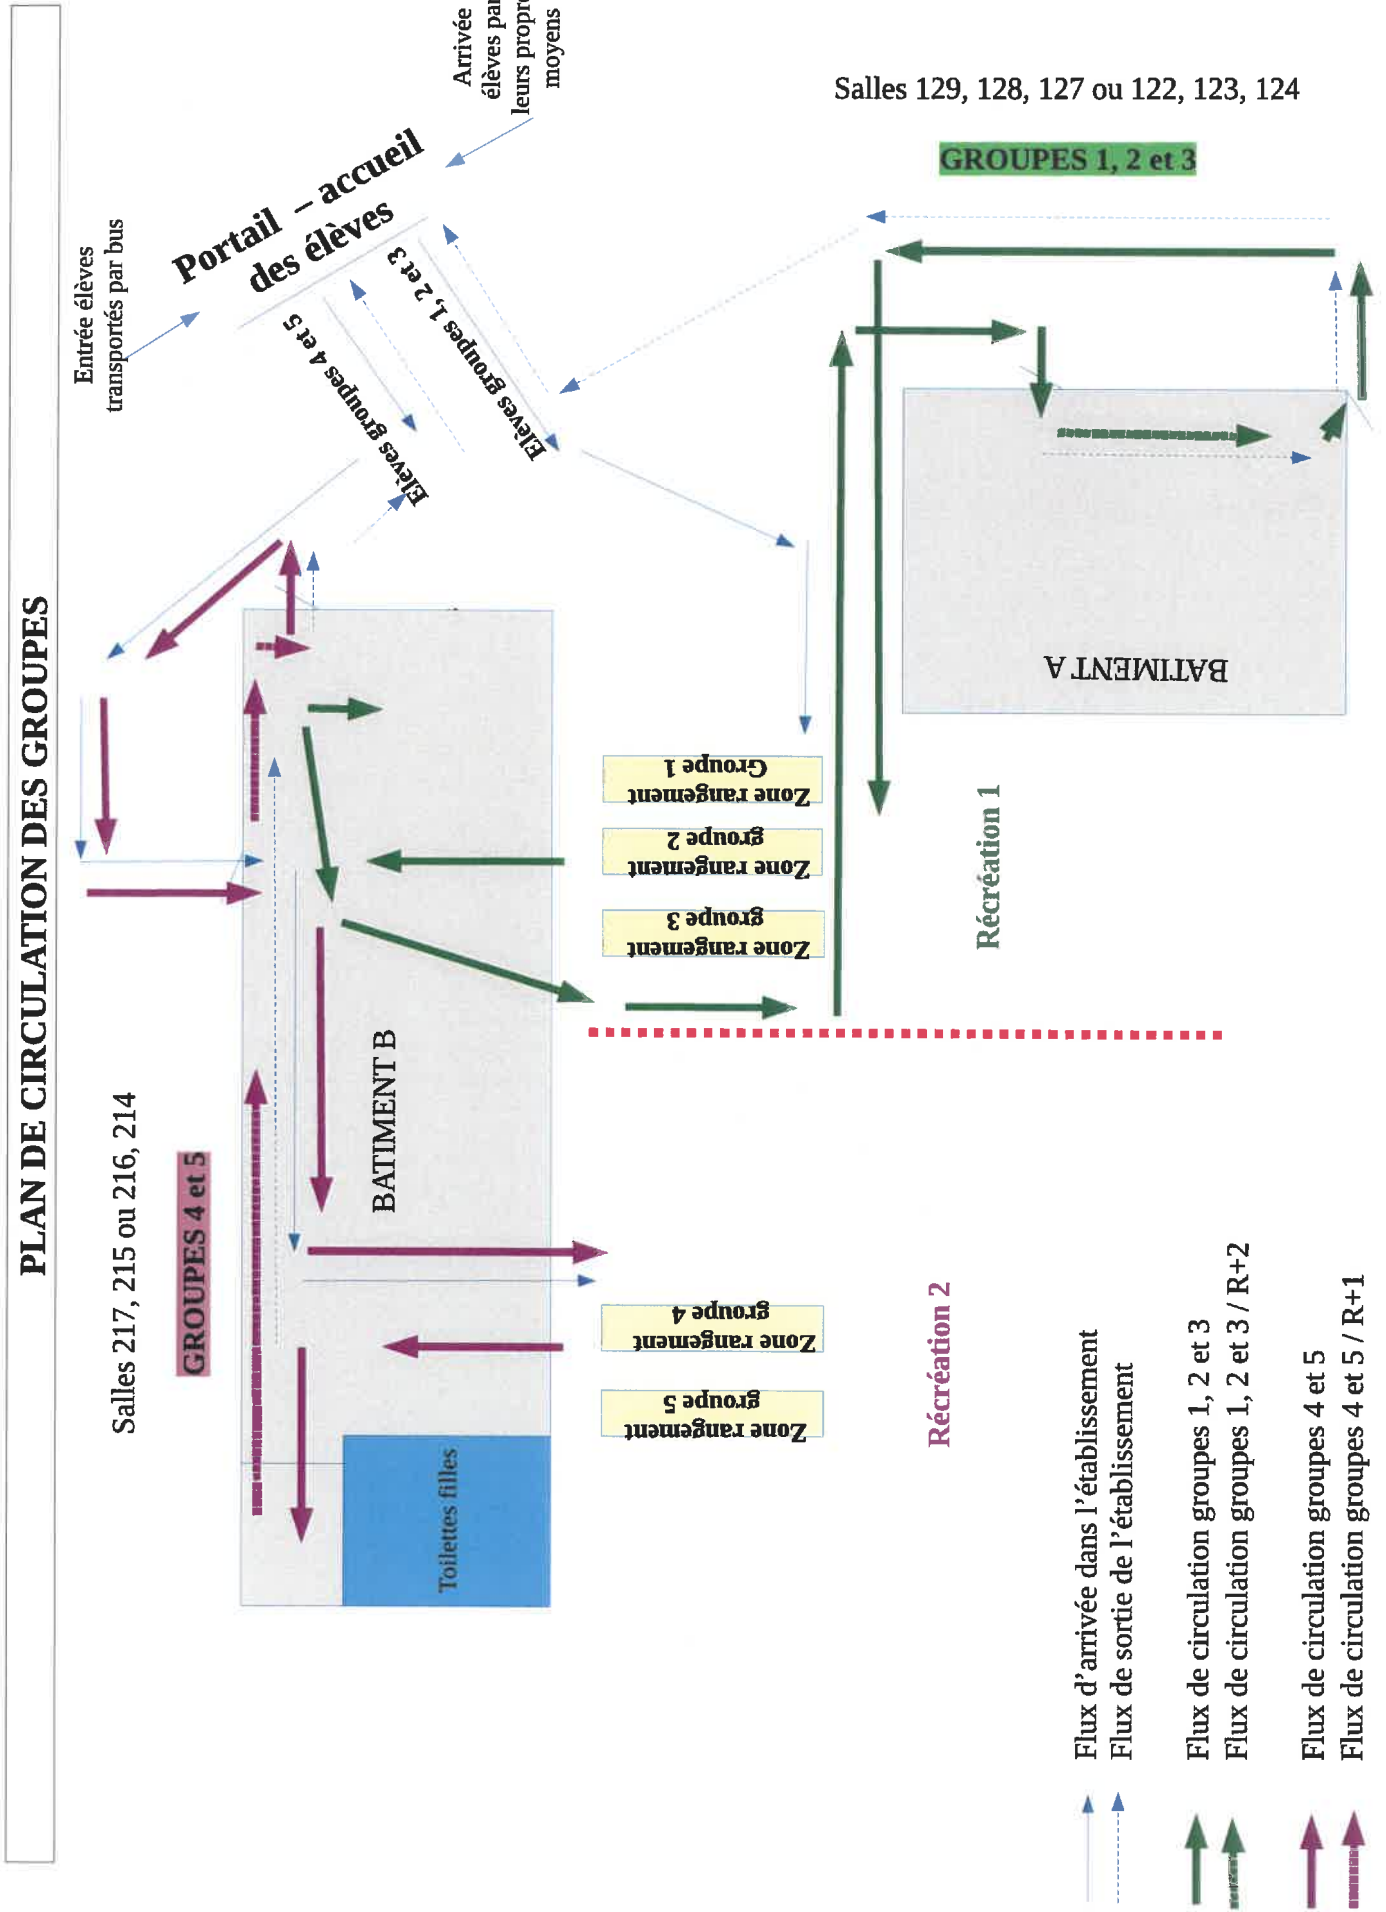 PLAN DE CIRCULATION DES GROUPES
Entrée élèves
transportés par bus
Portail – accueil
des élèves
Arrivée
élèves par
leurs propre
moyens
Elèves groupes 4 et 5
Elèves groupes 1, 2 et 3
Salles 217, 215 ou 216, 214
GROUPES 4 et 5
BATIMENT B
Toilettes filles
Zone rangement
groupe 5
Zone rangement
groupe 4
Zone rangement
groupe 3
Zone rangement
groupe 2
Zone rangement
Groupe 1
Récréation 2
Récréation 1
BATIMENT A
Salles 129, 128, 127 ou 122, 123, 124
GROUPES 1, 2 et 3
Flux d’arrivée dans l’établissement
Flux de sortie de l’établissement
Flux de circulation groupes 1, 2 et 3
Flux de circulation groupes 1, 2 et 3 / R+2
Flux de circulation groupes 4 et 5
Flux de circulation groupes 4 et 5 / R+1